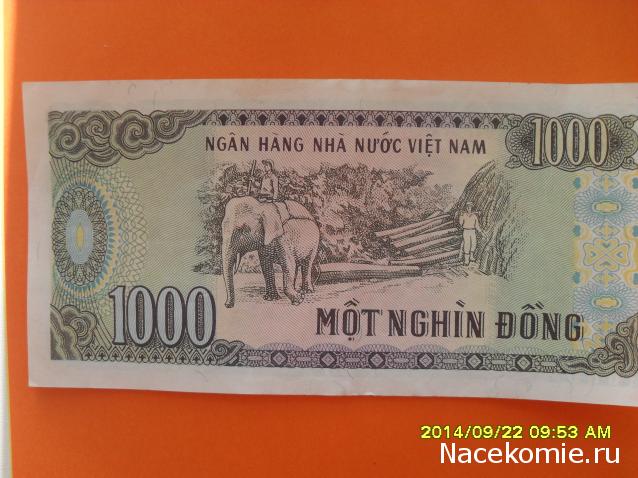 NGÂN HÀNG NHÀ NƯỚC VIỆT NAM
1000
1000
MỘT NGHÌN ĐỒNG
2014/09/22 09:53 AM
Nacekomie.ru